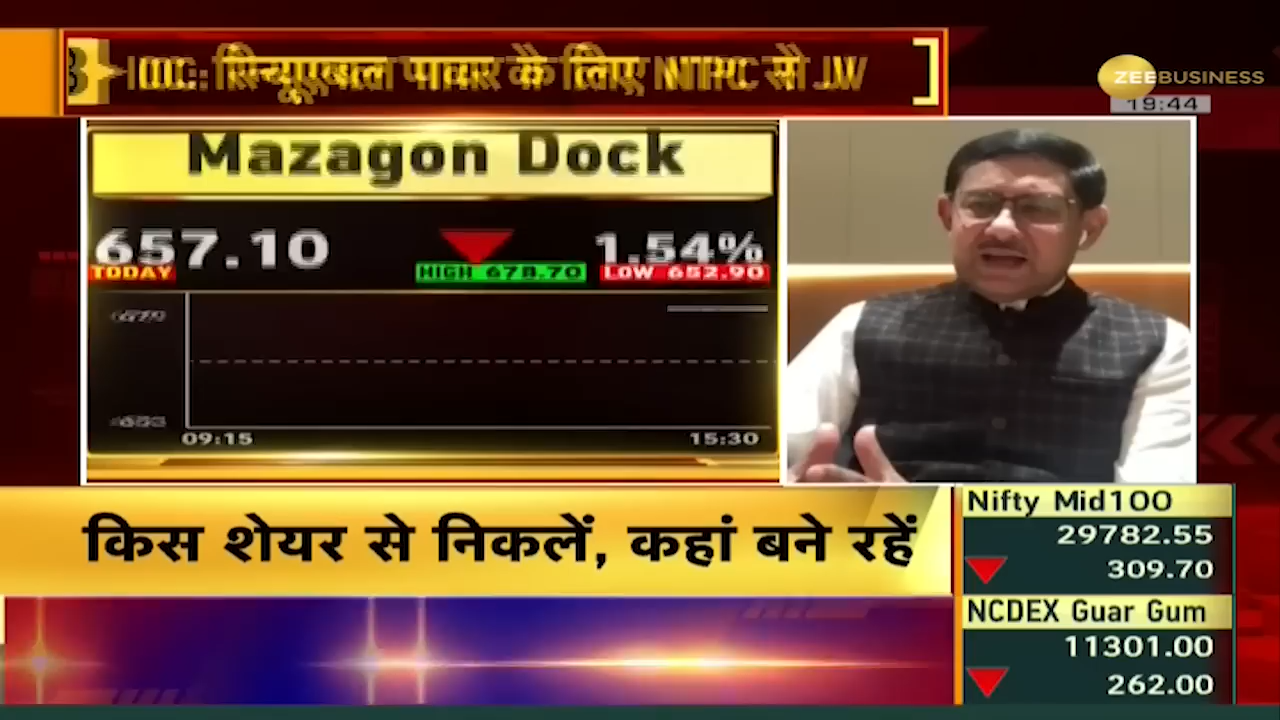 IOC: रिन्यूएबल पावर के लिए NTPC से JV
ZEEBUSINESS
19:44
Mazagon Dock
657.10
1.54%
TODAY
HIGH 678.70
LOW 652.90
09:15
15:30
किस शेयर से निकलें, कहां बने रहें
Nifty Mid100
29782.55
309.70
NCDEX Guar Gum
11301.00
262.00